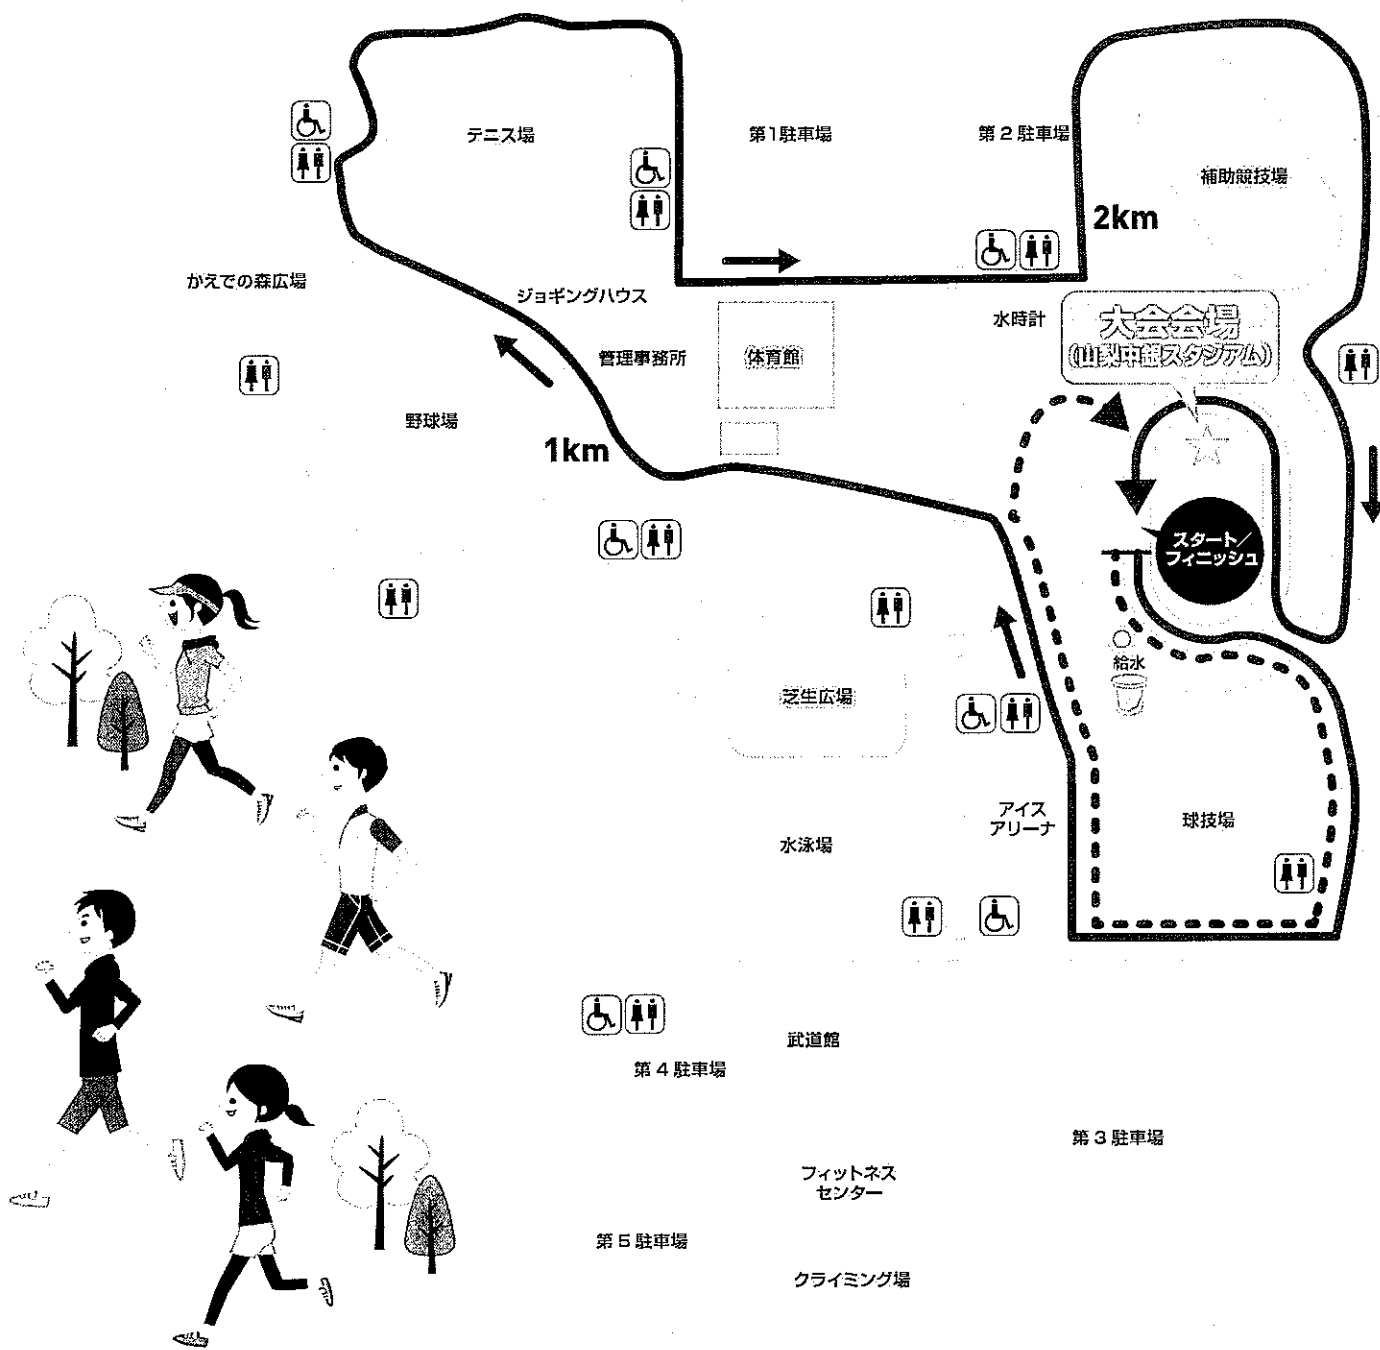 テニス場
第1駐車場
第2駐車場
補助競技場
2km
かえでの森広場
ジョギングハウス
水時計
大会会場
(山梨中銀スタジアム)
管理事務所
体育館
野球場
1km
スタート/
フィニッシュ
給水
芝生広場
アイス
アリーナ
球技場
水泳場
武道館
第4駐車場
第3駐車場
フィットネス
センター
第5駐車場
クライミング場